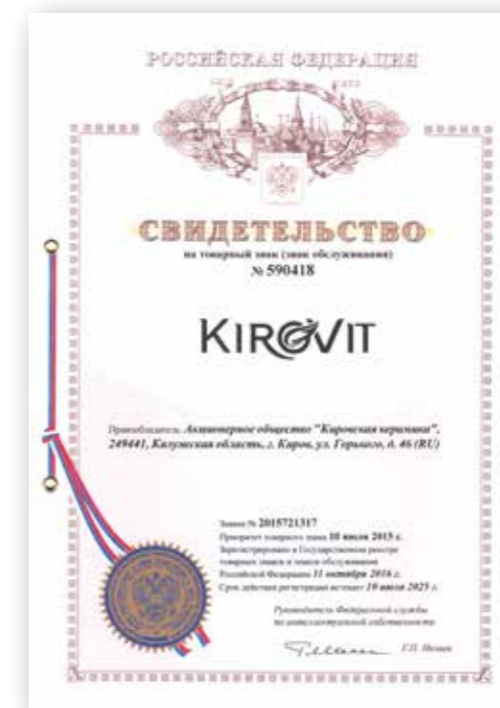 РОССИЙСКАЯ ФЕДЕРАЦИЯ
СВИДЕТЕЛЬСТВО
на товарный знак (знак обслуживания)
№ 590418
KIROVIT
Правообладатель: Акционерное общество "Кировская керамика",
249441, Калужская область, г. Киров, ул. Горького, д. 46 (RU)
Заявка № 2015721317
Приоритет товарного знака 10 июля 2015 г.
Зарегистрировано в Государственном реестре
товарных знаков и знаков обслуживания
Российской Федерации 11 октября 2016 г.
Срок действия регистрации истекает 10 июля 2025 г.
Руководитель Федеральной службы
по интеллектуальной собственности
Г.П. Ивлиев